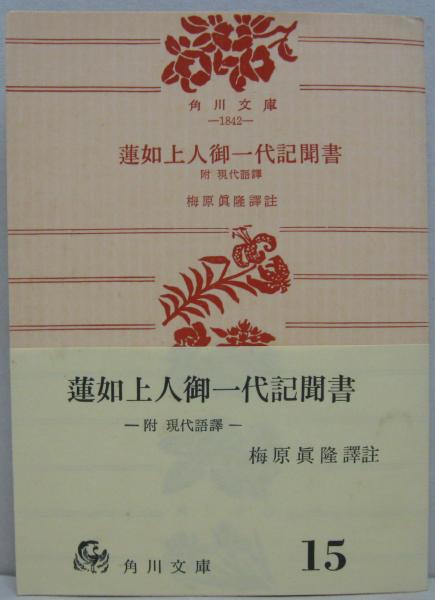 角川文庫
—1842—
蓮如上人御一代記聞書
附 現代語譯
梅原眞隆譯註
蓮如上人御一代記聞書
— 附 現代語譯 —
梅原眞隆譯註
角川文庫
15